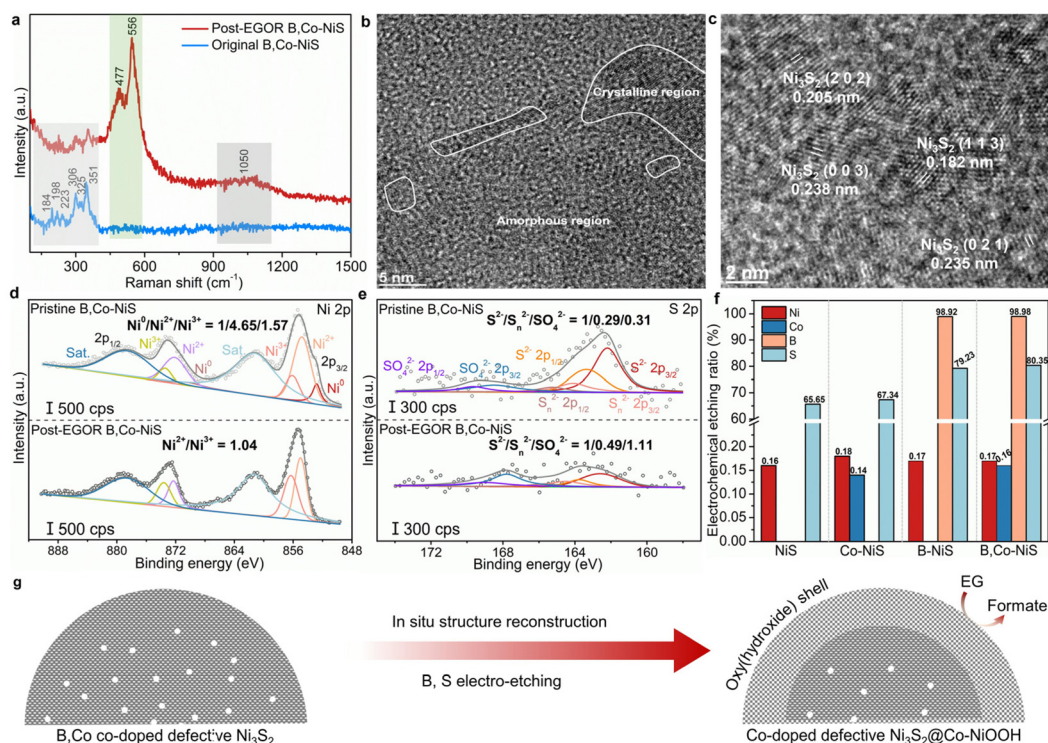 a
Post-EGOR B,Co-NiS
Original B,Co-NiS
556
477
1050
184
198
223
306
325
351
Intensity (a.u.)
300 600 900 1200 1500
Raman shift (cm⁻¹)
b
Crystalline region
Amorphous region
5 nm
c
Ni₃S₂ (2 0 2)
0.205 nm
Ni₃S₂ (1 1 3)
0.182 nm
Ni₃S₂ (0 0 3)
0.238 nm
Ni₃S₂ (0 2 1)
0.235 nm
2 nm
d
Pristine B,Co-NiS
Ni 2p
Ni⁰/Ni²⁺/Ni³⁺ = 1/4.65/1.57
Sat.
2p₁/₂
Ni³⁺
Ni²⁺
Ni⁰
Sat.
Ni³⁺
Ni²⁺
2p₃/₂
Ni⁰
I 500 cps
Post-EGOR B,Co-NiS
Ni²⁺/Ni³⁺ = 1.04
I 500 cps
Intensity (a.u.)
888 880 872 864 856 848
Binding energy (eV)
e
Pristine B,Co-NiS
S 2p
S²⁻/Sₙ²⁻/SO₄²⁻ = 1/0.29/0.31
SO₄²⁻ 2p₁/₂
SO₄²⁻ 2p₃/₂
S²⁻ 2p₁/₂
S²⁻ 2p₃/₂
Sₙ²⁻ 2p₁/₂
Sₙ²⁻ 2p₃/₂
I 300 cps
Post-EGOR B,Co-NiS
S²⁻/Sₙ²⁻/SO₄²⁻ = 1/0.49/1.11
I 300 cps
Intensity (a.u.)
172 168 164 160
Binding energy (eV)
f
Ni
Co
B
S
Electrochemical etching ratio (%)
100
90
80
70
60
0.20
0.15
0.10
0.05
0.00
0.16
65.65
0.18
0.14
67.34
0.17
98.92
79.23
0.17
0.16
98.98
80.35
NiS Co-NiS B-NiS B,Co-NiS
g
B,Co co-doped defective Ni₃S₂
In situ structure reconstruction
B, S electro-etching
Oxy(hydroxide) shell
EG
Formate
Co-doped defective Ni₃S₂@Co-NiOOH